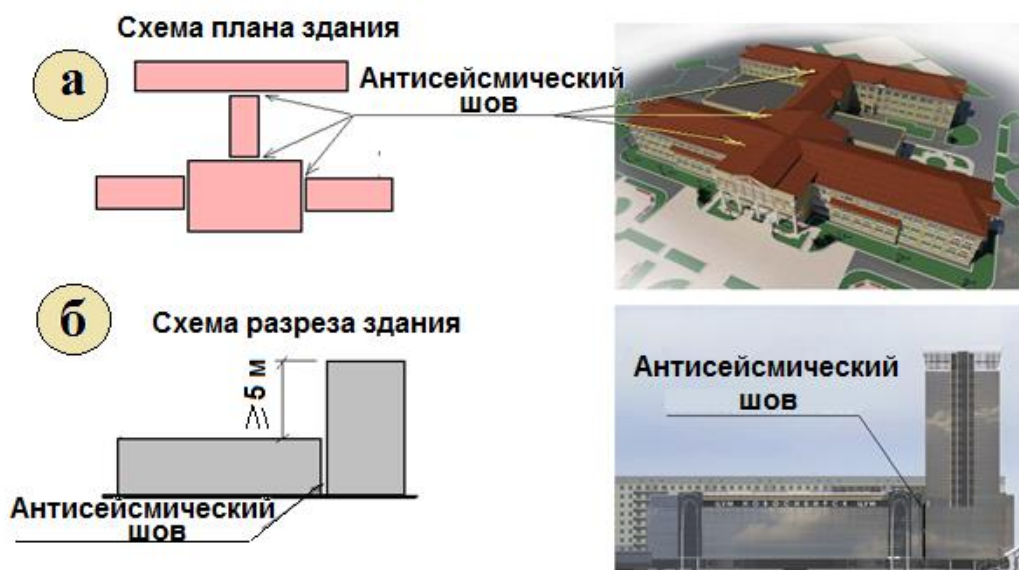 Схема плана здания
а
Антисейсмический
шов
б
Схема разреза здания
≥5 м
Антисейсмический
шов
Антисейсмический
шов